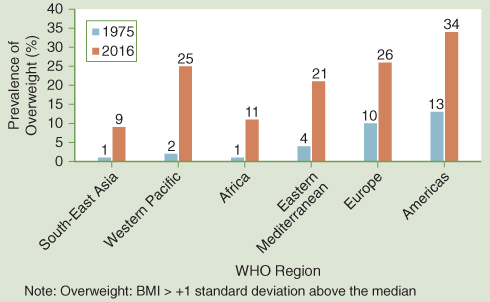 Prevalence of
Overweight (%)
40
35
30
25
20
15
10
5
0
1975
2016
1
9
2
25
1
11
4
21
10
26
13
34
South-East Asia
Western Pacific
Africa
Eastern
Mediterranean
Europe
Americas
WHO Region
Note: Overweight: BMI > +1 standard deviation above the median